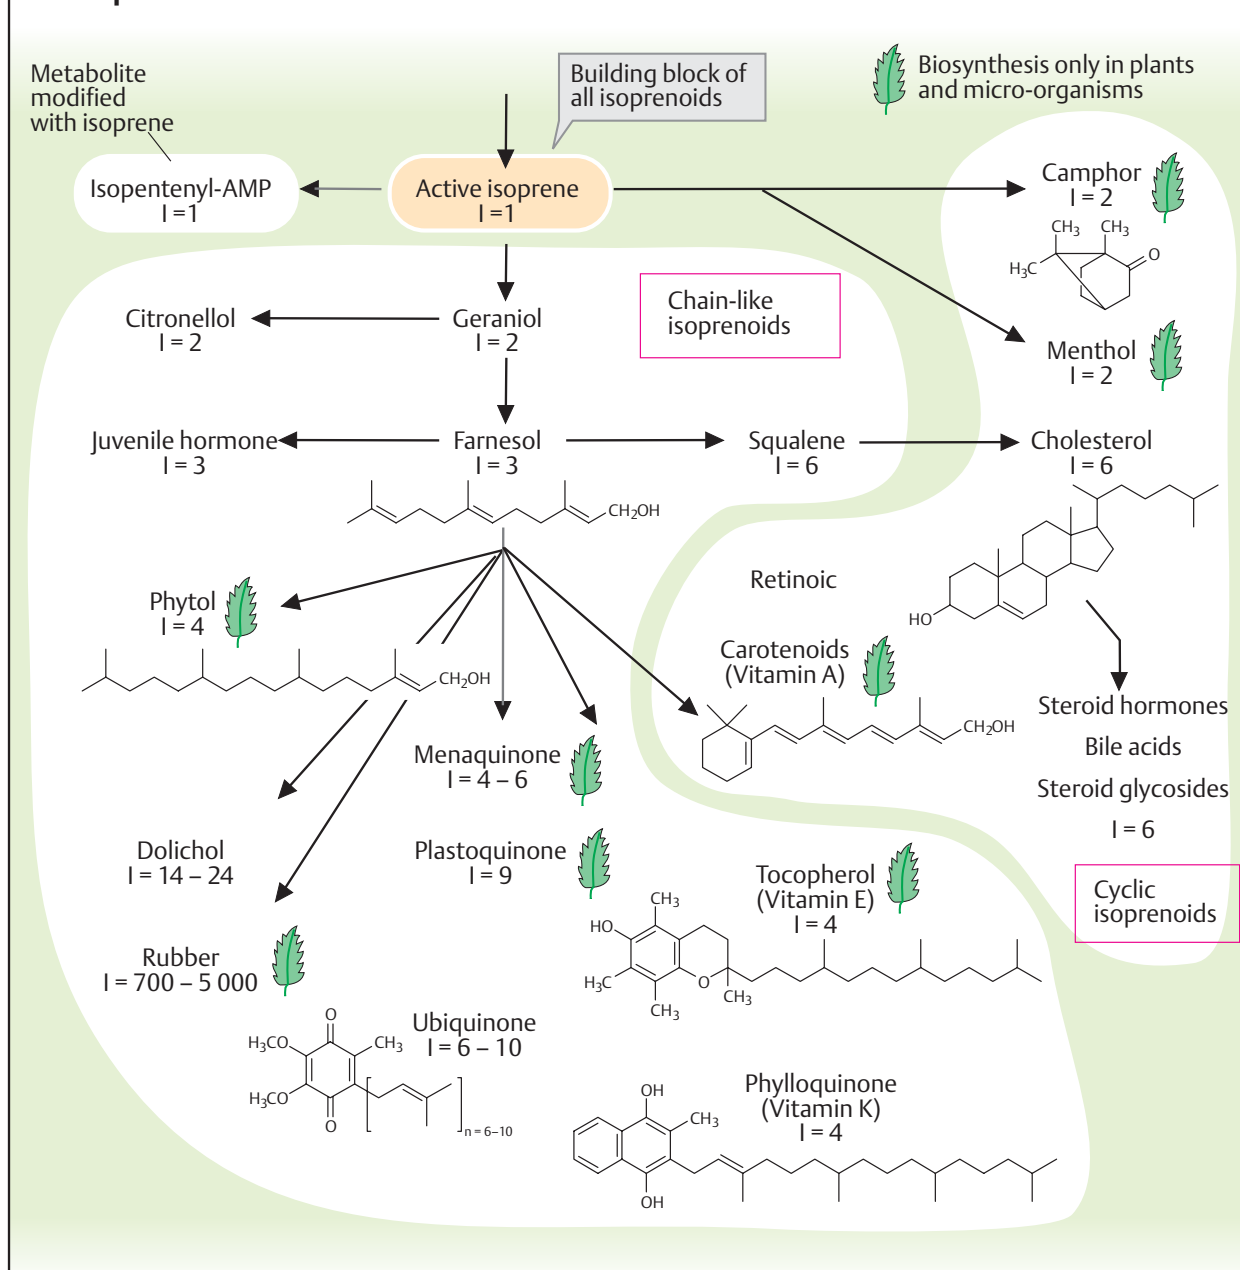 Metabolite
modified
with isoprene
Building block of
all isoprenoids
Biosynthesis only in plants
and micro-organisms
Isopentenyl-AMP
I =1
Active isoprene
I =1
Camphor
I = 2
CH₃
CH₃
H₃C
O
Chain-like
isoprenoids
Citronellol
I = 2
Geraniol
I = 2
Menthol
I = 2
Juvenile hormone
I = 3
Farnesol
I = 3
Squalene
I = 6
Cholesterol
I = 6
CH₂OH
HO
Retinoic
Phytol
I = 4
CH₂OH
Carotenoids
(Vitamin A)
CH₂OH
Steroid hormones
Bile acids
Steroid glycosides
I = 6
Menaquinone
I = 4 – 6
Dolichol
I = 14 – 24
Plastoquinone
I = 9
Tocopherol
(Vitamin E)
I = 4
CH₃
HO
H₃C
CH₃
O
CH₃
Cyclic
isoprenoids
Rubber
I = 700 – 5 000
Ubiquinone
I = 6 – 10
O
H₃CO
CH₃
H₃CO
O
n = 6–10
Phylloquinone
(Vitamin K)
I = 4
OH
CH₃
OH